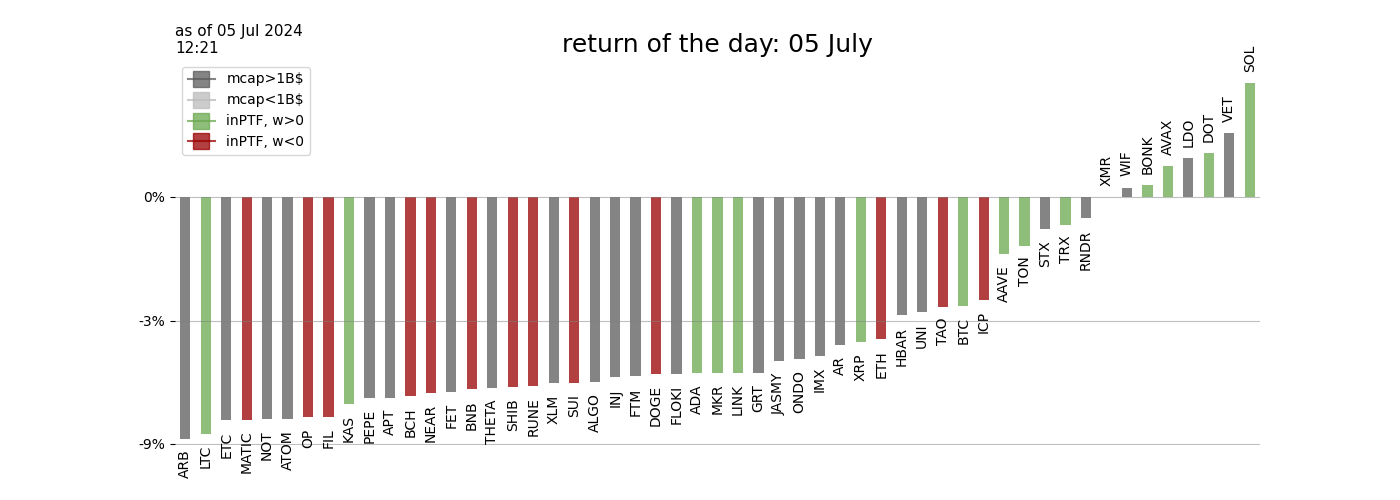 as of 05 Jul 2024
12:21
return of the day: 05 July
mcap>1B$
mcap<1B$
inPTF, w>0
inPTF, w<0
0%
-3%
-9%
ARB
LTC
ETC
MATIC
NOT
ATOM
OP
FIL
KAS
PEPE
APT
BCH
NEAR
FET
BNB
THETA
SHIB
RUNE
XLM
SUI
ALGO
INJ
FTM
DOGE
FLOKI
ADA
MKR
LINK
GRT
JASMY
ONDO
IMX
AR
XRP
ETH
HBAR
UNI
TAO
BTC
ICP
AAVE
TON
STX
TRX
RNDR
XMR
WIF
BONK
AVAX
LDO
DOT
VET
SOL